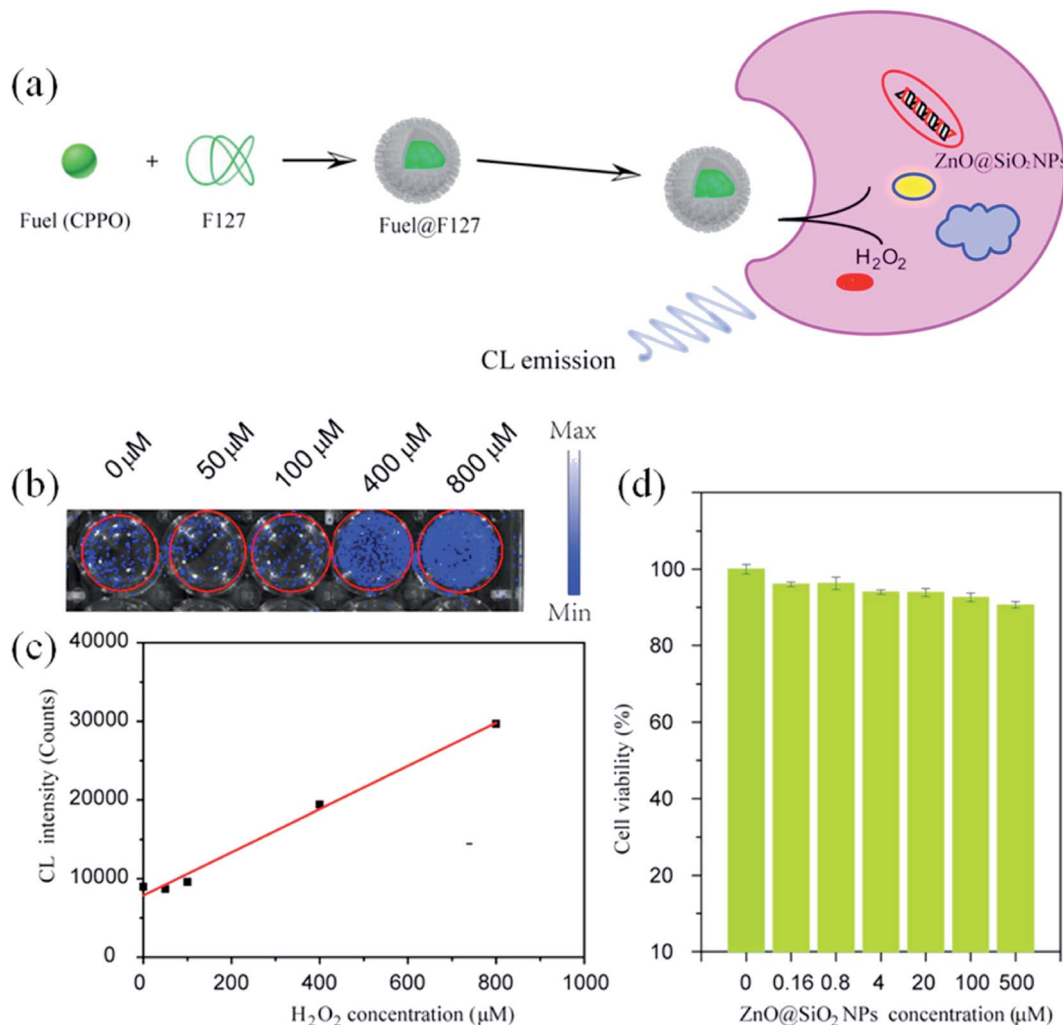 (a)
Fuel (CPPO)
+
F127
Fuel@F127
ZnO@SiO₂ NPs
H₂O₂
CL emission
(b)
0 μM
50 μM
100 μM
400 μM
800 μM
Max
Min
(c)
40000
30000
20000
10000
0
CL intensity (Counts)
0 200 400 600 800 1000
H₂O₂ concentration (μM)
(d)
100
80
60
40
20
10
Cell viability (%)
0 0.16 0.8 4 20 100 500
ZnO@SiO₂ NPs concentration (μM)